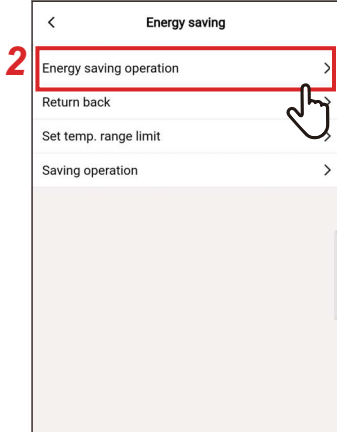 Energy saving
2
Energy saving operation
Return back
Set temp. range limit
Saving operation